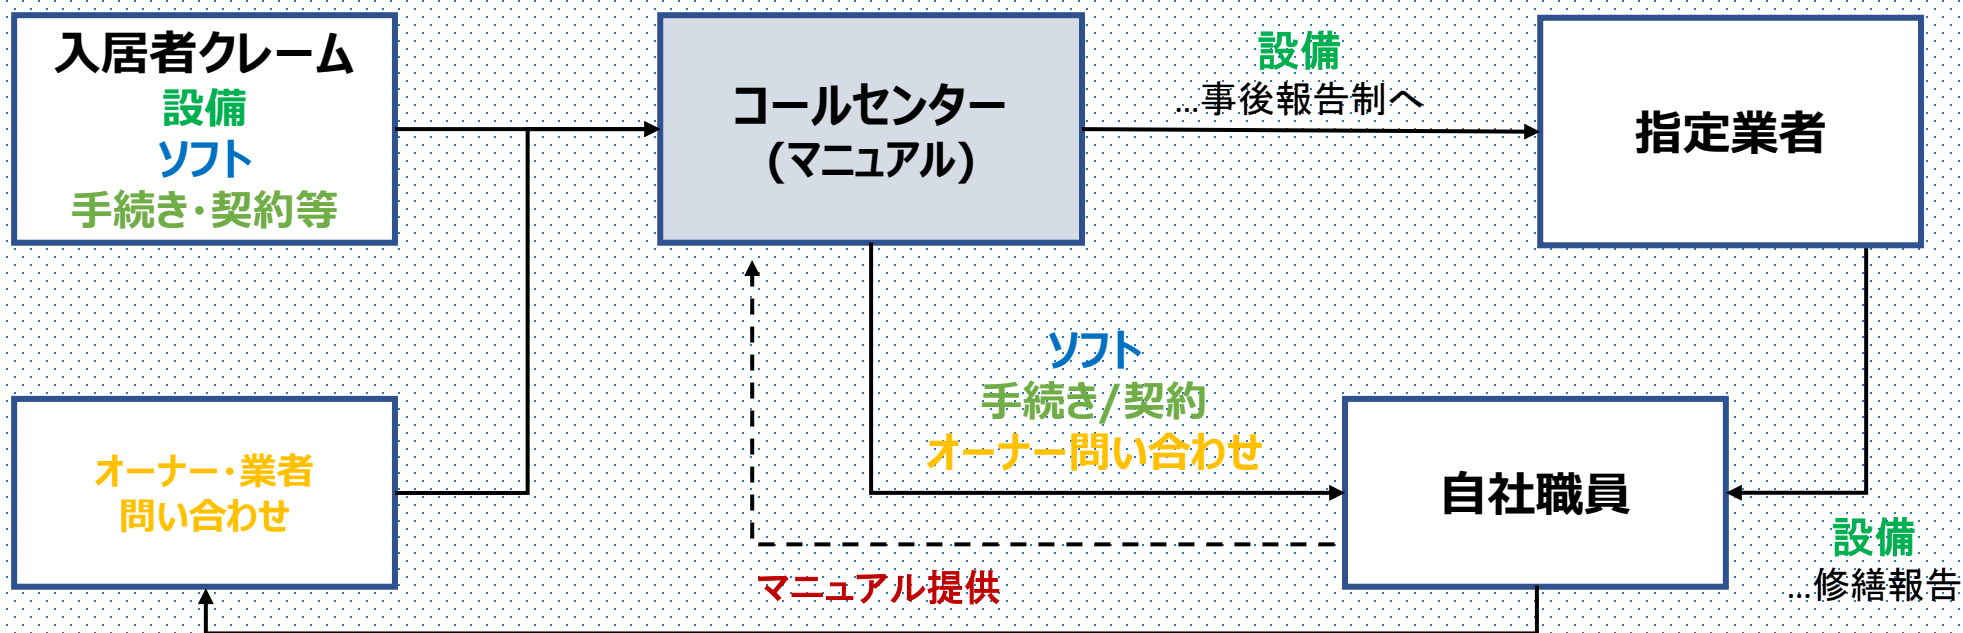 入居者クレーム
設備
ソフト
手続き・契約等
コールセンター
(マニュアル)
設備
...事後報告制へ
指定業者
ソフト
手続き/契約
オーナー問い合わせ
オーナー・業者
問い合わせ
自社職員
マニュアル提供
設備
...修繕報告